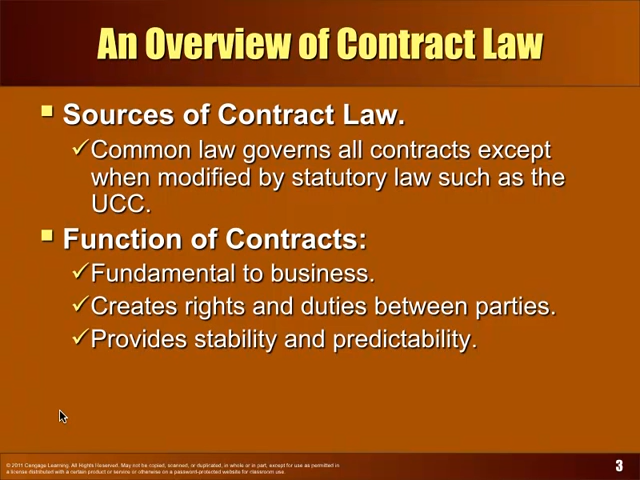 An Overview of Contract Law
Sources of Contract Law.
Common law governs all contracts except
when modified by statutory law such as the
UCC.
Function of Contracts:
Fundamental to business.
Creates rights and duties between parties.
Provides stability and predictability.
© 2011 Cengage Learning. All Rights Reserved. May not be copied, scanned, or duplicated, in whole or in part, except for use as permitted in
a license distributed with a certain product or service or otherwise on a password-protected website for classroom use.
3